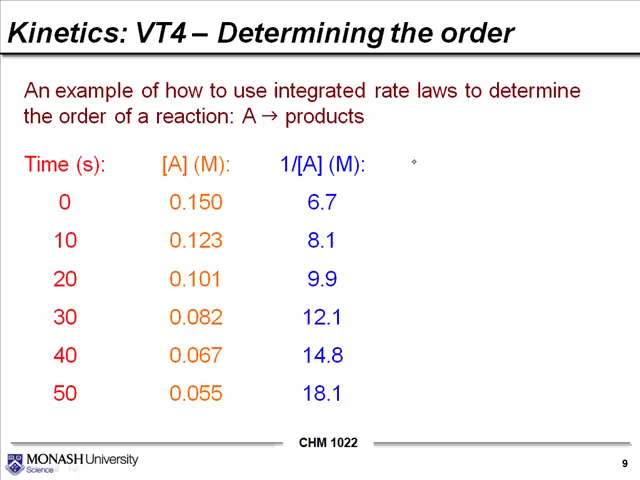 Kinetics: VT4 – Determining the order
An example of how to use integrated rate laws to determine
the order of a reaction: A → products
Time (s): [A] (M): 1/[A] (M):
0 0.150 6.7
10 0.123 8.1
20 0.101 9.9
30 0.082 12.1
40 0.067 14.8
50 0.055 18.1
CHM 1022
MONASH University
Science
9